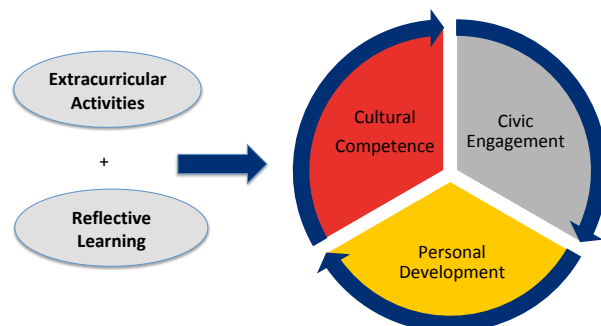 Extracurricular
Activities
+
Reflective
Learning
Cultural
Competence
Civic
Engagement
Personal
Development